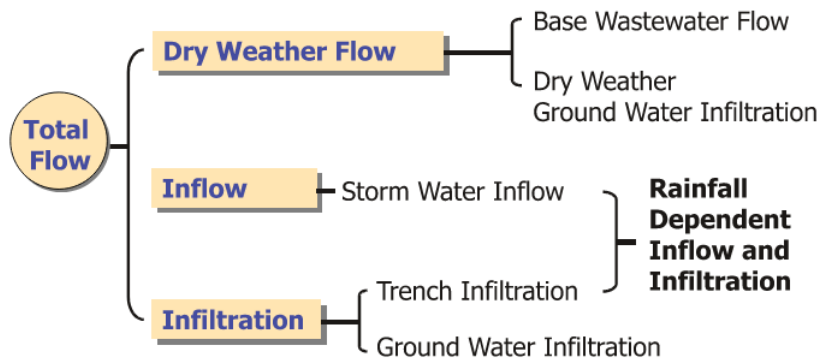 Total
Flow
Dry Weather Flow
Base Wastewater Flow
Dry Weather
Ground Water Infiltration
Inflow
Storm Water Inflow
Infiltration
Trench Infiltration
Ground Water Infiltration
Rainfall
Dependent
Inflow and
Infiltration